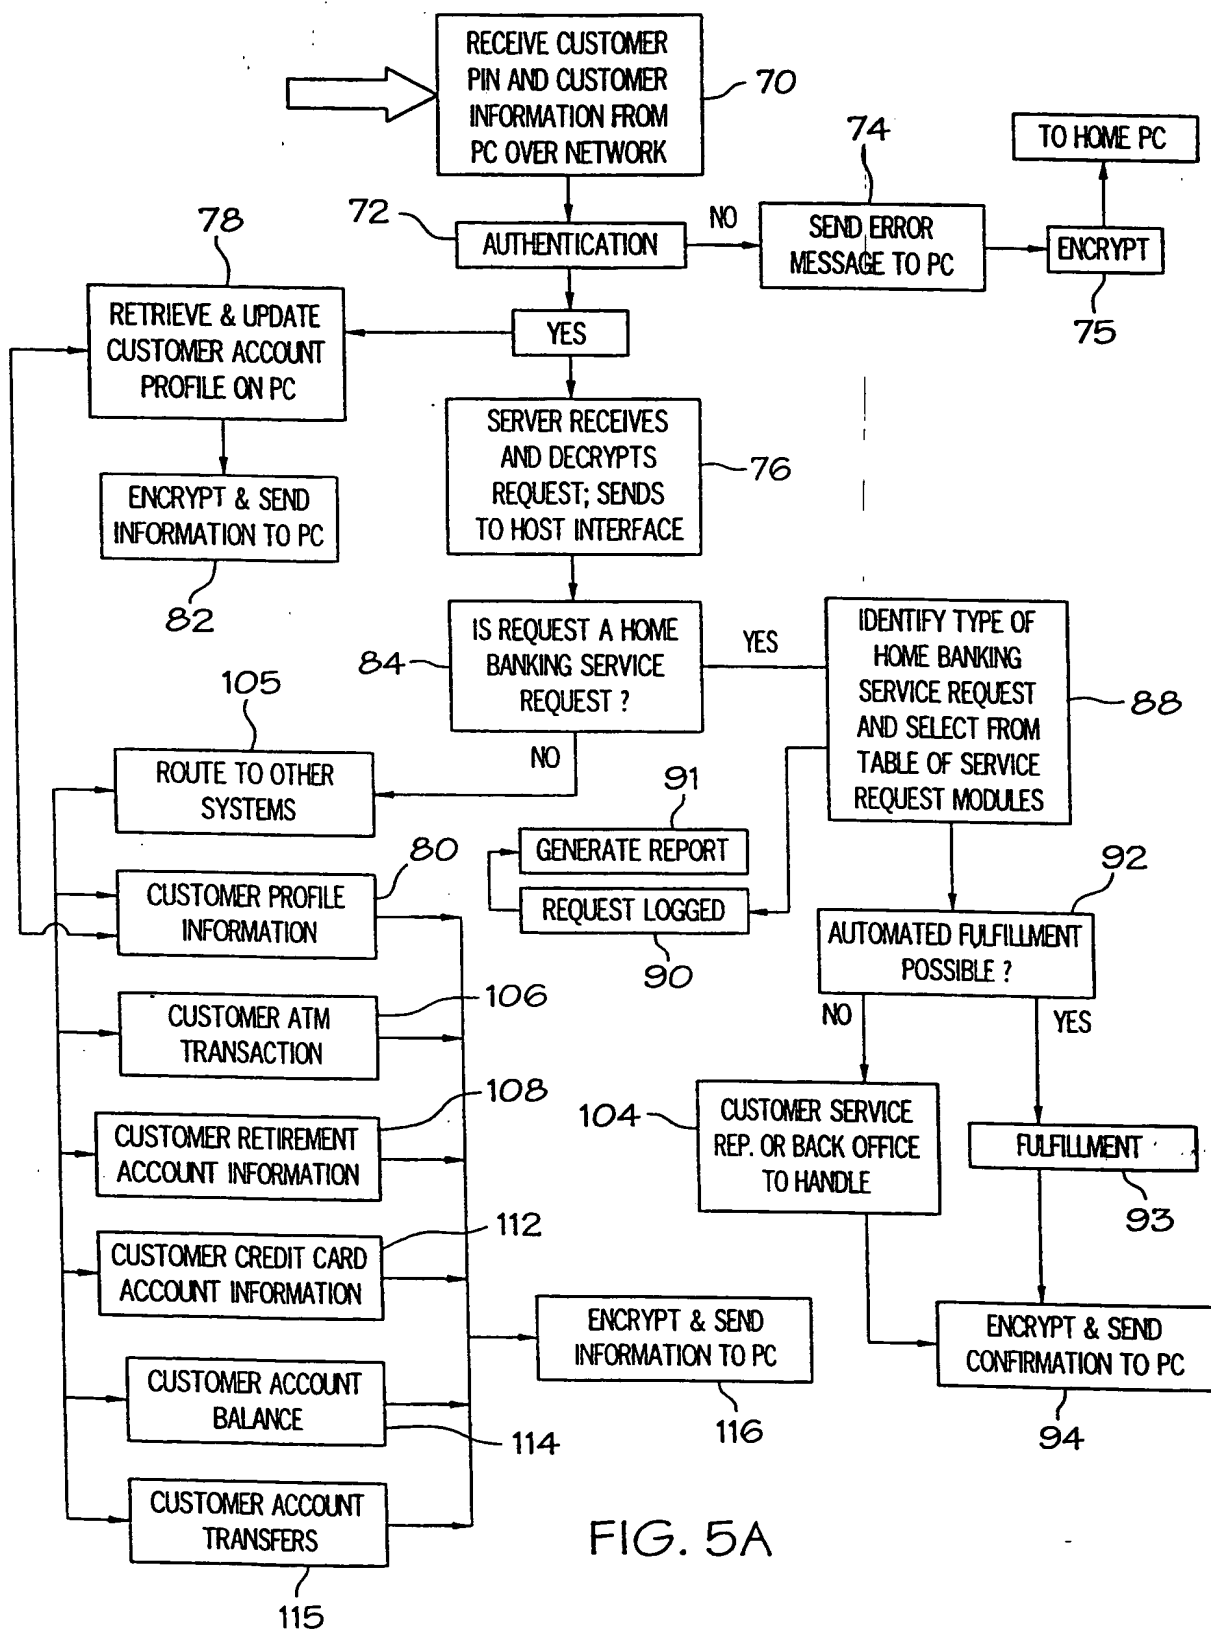 RECEIVE CUSTOMER
PIN AND CUSTOMER
INFORMATION FROM
PC OVER NETWORK
70
72
AUTHENTICATION
NO
74
SEND ERROR
MESSAGE TO PC
TO HOME PC
ENCRYPT
75
78
RETRIEVE & UPDATE
CUSTOMER ACCOUNT
PROFILE ON PC
YES
ENCRYPT & SEND
INFORMATION TO PC
82
SERVER RECEIVES
AND DECRYPTS
REQUEST; SENDS
TO HOST INTERFACE
76
84
IS REQUEST A HOME
BANKING SERVICE
REQUEST ?
YES
NO
IDENTIFY TYPE OF
HOME BANKING
SERVICE REQUEST
AND SELECT FROM
TABLE OF SERVICE
REQUEST MODULES
88
105
ROUTE TO OTHER
SYSTEMS
91
GENERATE REPORT
REQUEST LOGGED
90
80
CUSTOMER PROFILE
INFORMATION
92
AUTOMATED FULFILLMENT
POSSIBLE ?
NO
YES
106
CUSTOMER ATM
TRANSACTION
108
CUSTOMER RETIREMENT
ACCOUNT INFORMATION
104
CUSTOMER SERVICE
REP. OR BACK OFFICE
TO HANDLE
FULFILLMENT
93
112
CUSTOMER CREDIT CARD
ACCOUNT INFORMATION
ENCRYPT & SEND
INFORMATION TO PC
116
ENCRYPT & SEND
CONFIRMATION TO PC
94
CUSTOMER ACCOUNT
BALANCE
114
CUSTOMER ACCOUNT
TRANSFERS
115
FIG. 5A